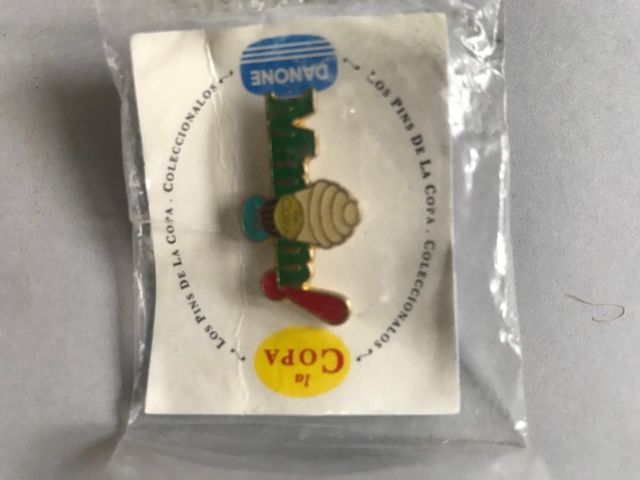 DANONE
LOS PINS DE LA COPA . COLECCIONALOS
LOS PINS DE LA COPA . COLECCIONALOS
la
COPA